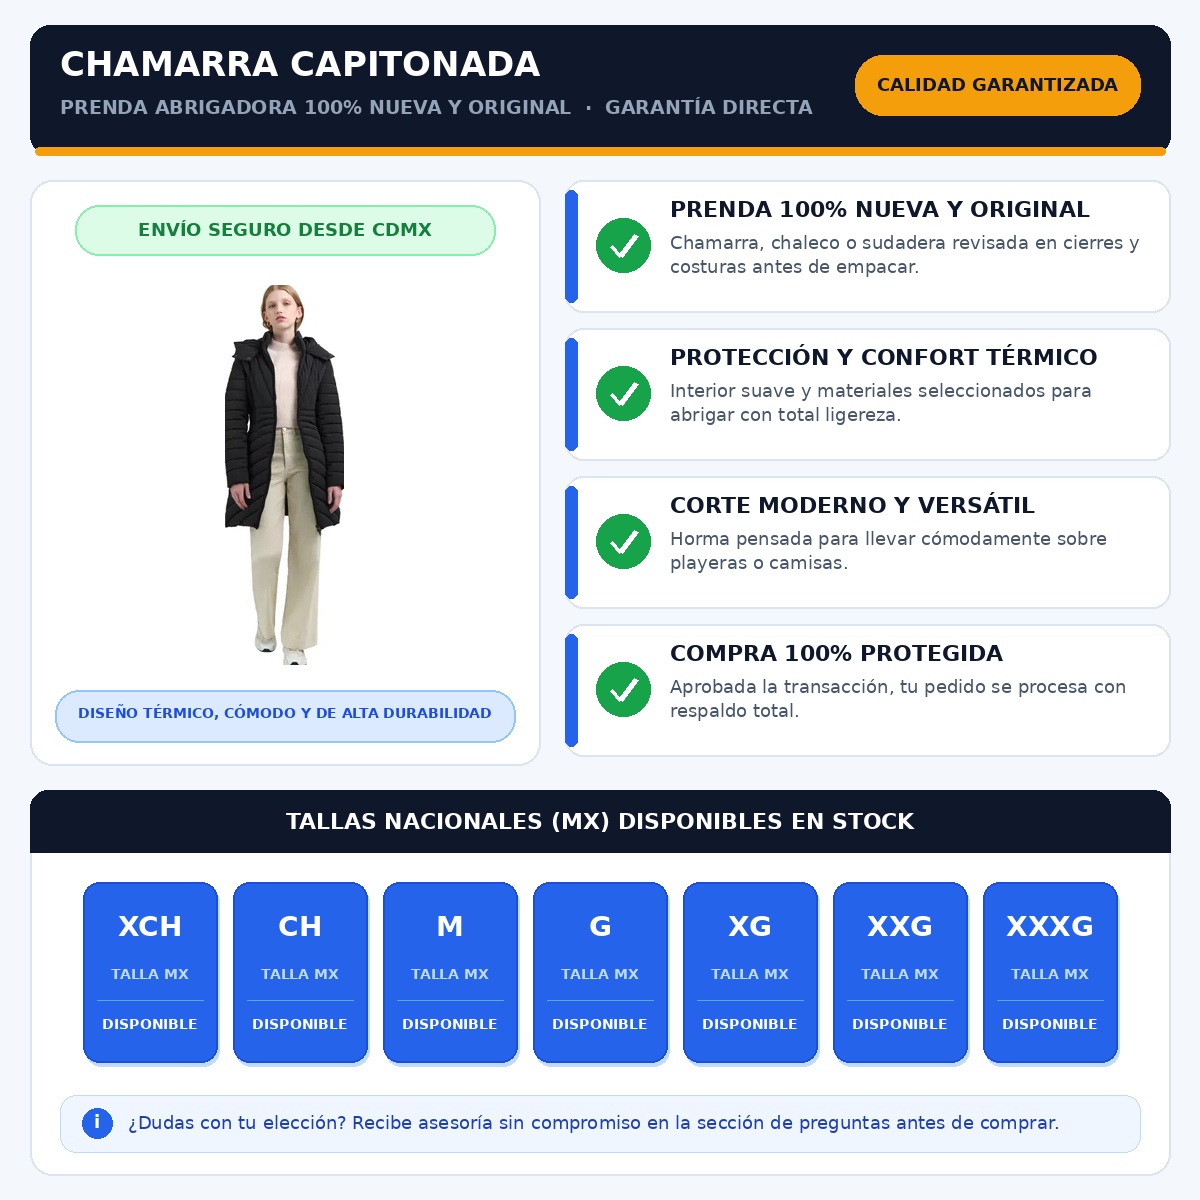 CHAMARRA CAPITONADA
PRENDA ABRIGADORA 100% NUEVA Y ORIGINAL · GARANTÍA DIRECTA
CALIDAD GARANTIZADA
ENVÍO SEGURO DESDE CDMX
DISEÑO TÉRMICO, CÓMODO Y DE ALTA DURABILIDAD
PRENDA 100% NUEVA Y ORIGINAL
Chamarra, chaleco o sudadera revisada en cierres y
costuras antes de empacar.
PROTECCIÓN Y CONFORT TÉRMICO
Interior suave y materiales seleccionados para
abrigar con total ligereza.
CORTE MODERNO Y VERSÁTIL
Horma pensada para llevar cómodamente sobre
playeras o camisas.
COMPRA 100% PROTEGIDA
Aprobada la transacción, tu pedido se procesa con
respaldo total.
TALLAS NACIONALES (MX) DISPONIBLES EN STOCK
XCH
TALLA MX
DISPONIBLE
CH
TALLA MX
DISPONIBLE
M
TALLA MX
DISPONIBLE
G
TALLA MX
DISPONIBLE
XG
TALLA MX
DISPONIBLE
XXG
TALLA MX
DISPONIBLE
XXXG
TALLA MX
DISPONIBLE
i ¿Dudas con tu elección? Recibe asesoría sin compromiso en la sección de preguntas antes de comprar.